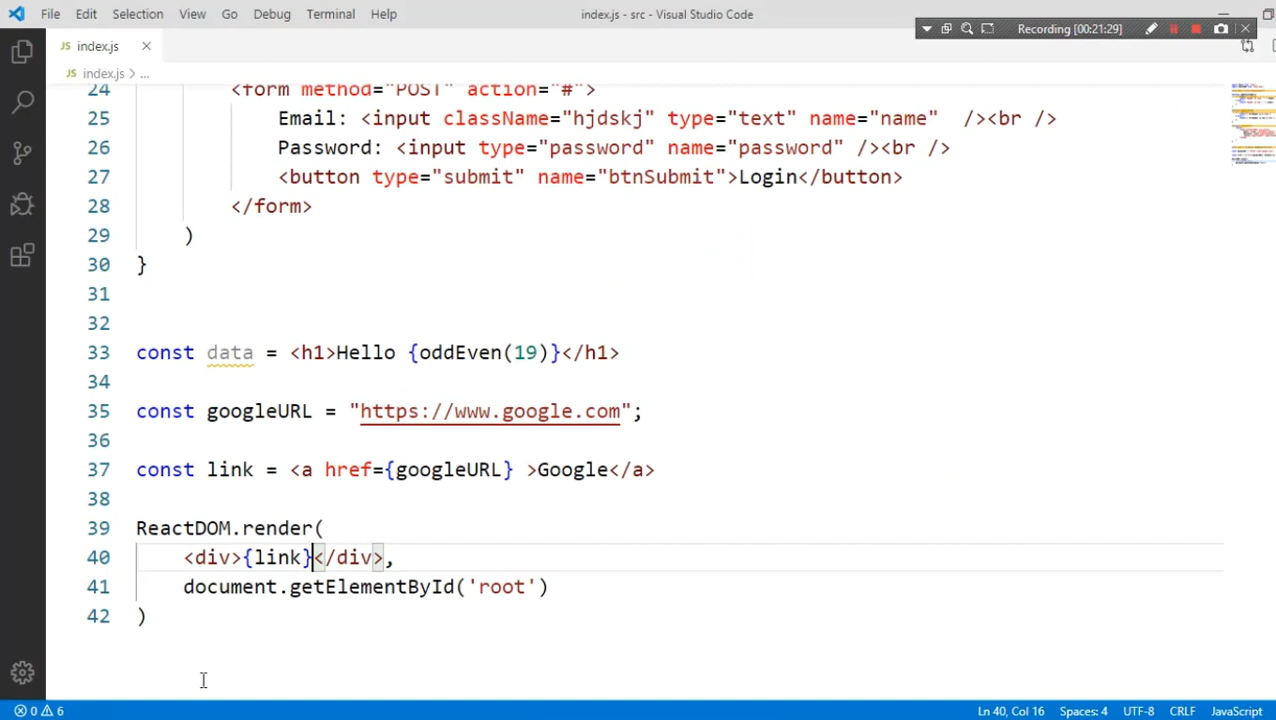 File Edit Selection View Go Debug Terminal Help index.js - src - Visual Studio Code
Recording [00:21:29]
JS index.js
JS index.js > ...
24 <form method="POST" action="#">
25 Email: <input className="hjdskj" type="text" name="name"  /><br />
26 Password: <input type="password" name="password" /><br />
27 <button type="submit" name="btnSubmit">Login</button>
28 </form>
29 )
30 }
31
32
33 const data = <h1>Hello {oddEven(19)}</h1>
34
35 const googleURL = "https://www.google.com";
36
37 const link = <a href={googleURL} >Google</a>
38
39 ReactDOM.render(
40 <div>{link}</div>,
41 document.getElementById('root')
42 )
0 6 Ln 40, Col 16 Spaces: 4 UTF-8 CRLF JavaScript